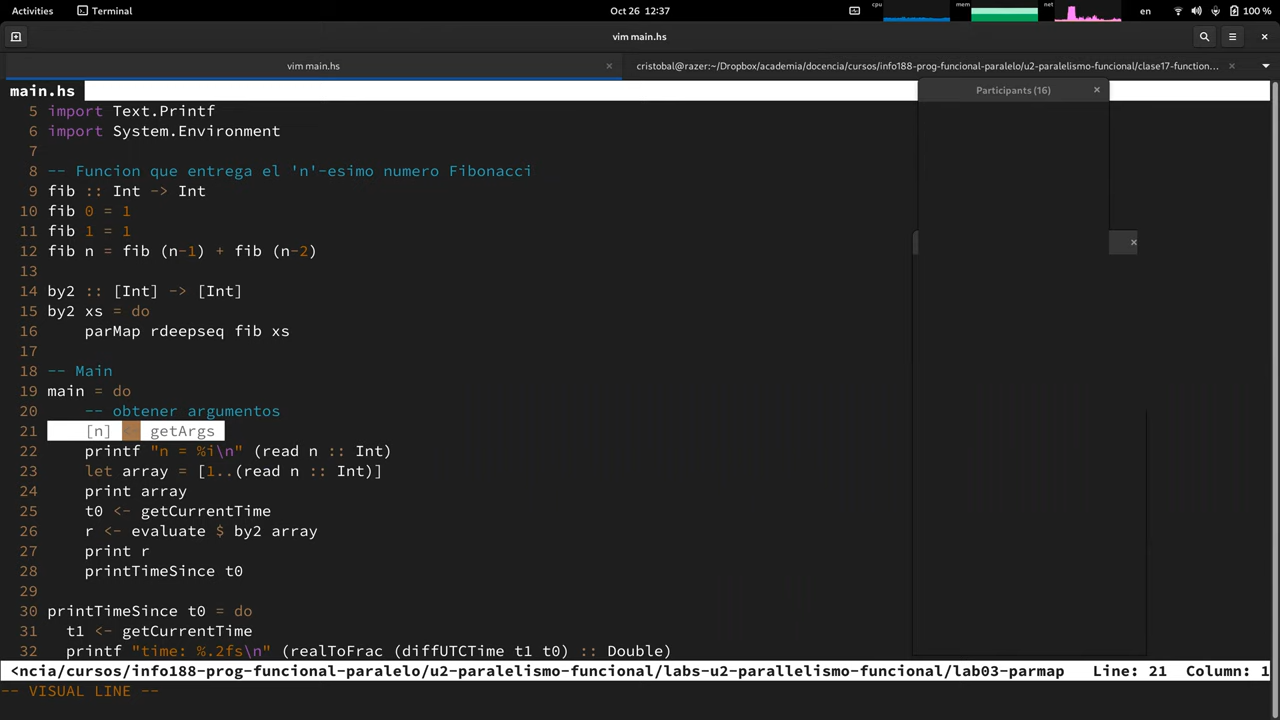 Activities
Terminal
Oct 26 12:37
cpu
mem
net
en
100 %
vim main.hs
vim main.hs
cristobal@razer:~/Dropbox/academia/docencia/cursos/info188-prog-funcional-paralelo/u2-paralelismo-funcional/clase17-function…
main.hs
Participants (16)
5 import Text.Printf
6 import System.Environment
7
8 -- Funcion que entrega el 'n'-esimo numero Fibonacci
9 fib :: Int -> Int
10 fib 0 = 1
11 fib 1 = 1
12 fib n = fib (n-1) + fib (n-2)
13
14 by2 :: [Int] -> [Int]
15 by2 xs = do
16     parMap rdeepseq fib xs
17
18 -- Main
19 main = do
20     -- obtener argumentos
21     [n] <- getArgs
22     printf "n = %i\n" (read n :: Int)
23     let array = [1..(read n :: Int)]
24     print array
25     t0 <- getCurrentTime
26     r <- evaluate $ by2 array
27     print r
28     printTimeSince t0
29
30 printTimeSince t0 = do
31   t1 <- getCurrentTime
32   printf "time: %.2fs\n" (realToFrac (diffUTCTime t1 t0) :: Double)
<ncia/cursos/info188-prog-funcional-paralelo/u2-paralelismo-funcional/labs-u2-parallelismo-funcional/lab03-parmap Line: 21 Column: 1
-- VISUAL LINE --